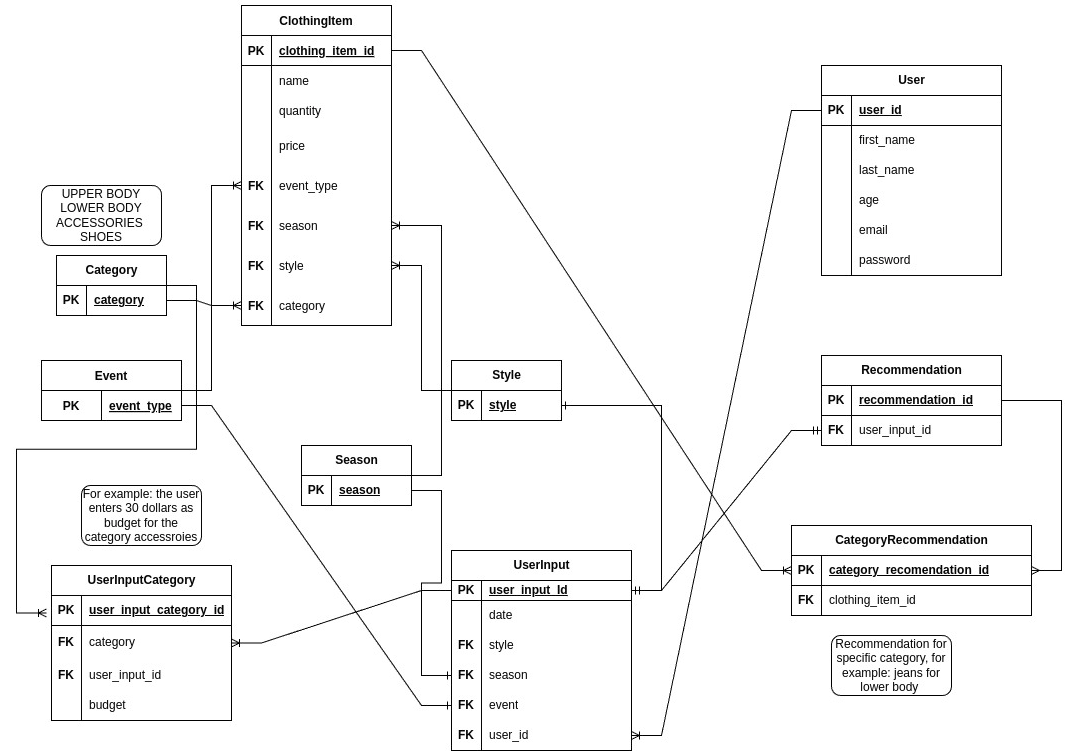 ClothingItem
PK clothing_item_id
name
quantity
price
FK event_type
FK season
FK style
FK category
User
PK user_id
first_name
last_name
age
email
password
UPPER BODY
LOWER BODY
ACCESSORIES
SHOES
Category
PK category
Event
PK event_type
Style
PK style
Recommendation
PK recommendation_id
FK user_input_id
Season
PK season
For example: the user
enters 30 dollars as
budget for the
category accessroies
CategoryRecommendation
PK category_recomendation_id
FK clothing_item_id
UserInput
PK user_input_Id
date
FK style
FK season
FK event
FK user_id
UserInputCategory
PK user_input_category_id
FK category
FK user_input_id
budget
Recommendation for
specific category, for
example: jeans for
lower body